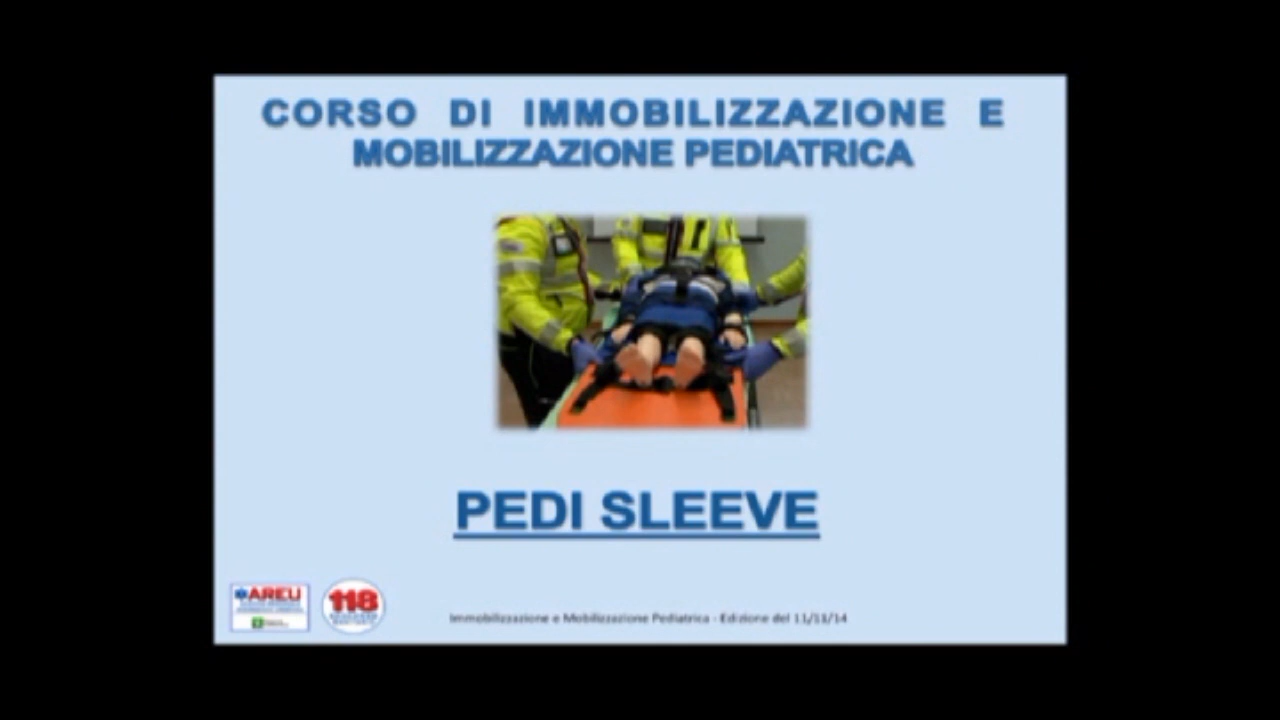 CORSO DI IMMOBILIZZAZIONE E
MOBILIZZAZIONE PEDIATRICA
PEDI SLEEVE
AREU
118
Immobilizzazione e Mobilizzazione Pediatrica - Edizione del 11/11/14